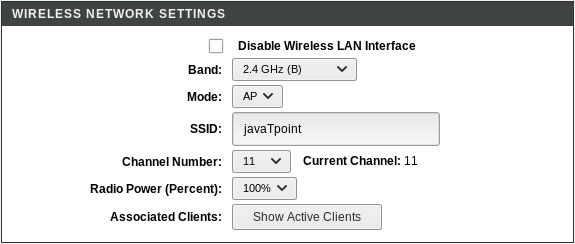 WIRELESS NETWORK SETTINGS
Disable Wireless LAN Interface
Band: 2.4 GHz (B)
Mode: AP
SSID: javaTpoint
Channel Number: 11 Current Channel: 11
Radio Power (Percent): 100%
Associated Clients: Show Active Clients